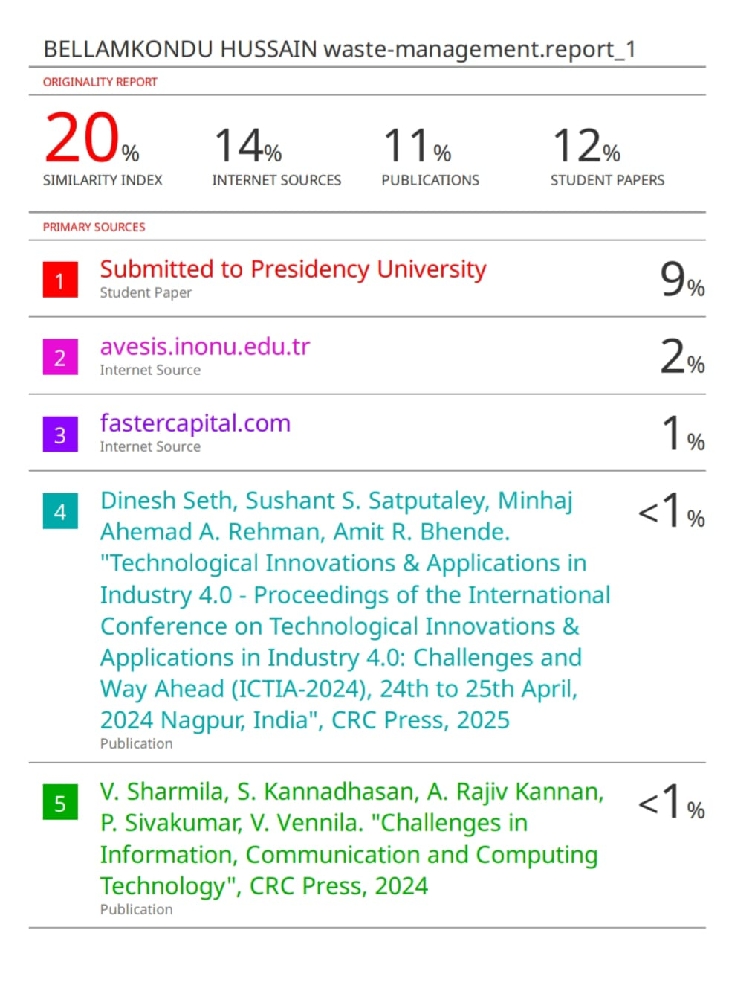 BELLAMKONDU HUSSAIN waste-management.report_1
ORIGINALITY REPORT
20% 14% 11% 12%
SIMILARITY INDEX INTERNET SOURCES PUBLICATIONS STUDENT PAPERS
PRIMARY SOURCES
1 Submitted to Presidency University 9%
Student Paper
2 avesis.inonu.edu.tr 2%
Internet Source
3 fastercapital.com 1%
Internet Source
4 Dinesh Seth, Sushant S. Satputaley, Minhaj <1%
Ahemad A. Rehman, Amit R. Bhende.
"Technological Innovations & Applications in
Industry 4.0 - Proceedings of the International
Conference on Technological Innovations &
Applications in Industry 4.0: Challenges and
Way Ahead (ICTIA-2024), 24th to 25th April,
2024 Nagpur, India", CRC Press, 2025
Publication
5 V. Sharmila, S. Kannadhasan, A. Rajiv Kannan, <1%
P. Sivakumar, V. Vennila. "Challenges in
Information, Communication and Computing
Technology", CRC Press, 2024
Publication